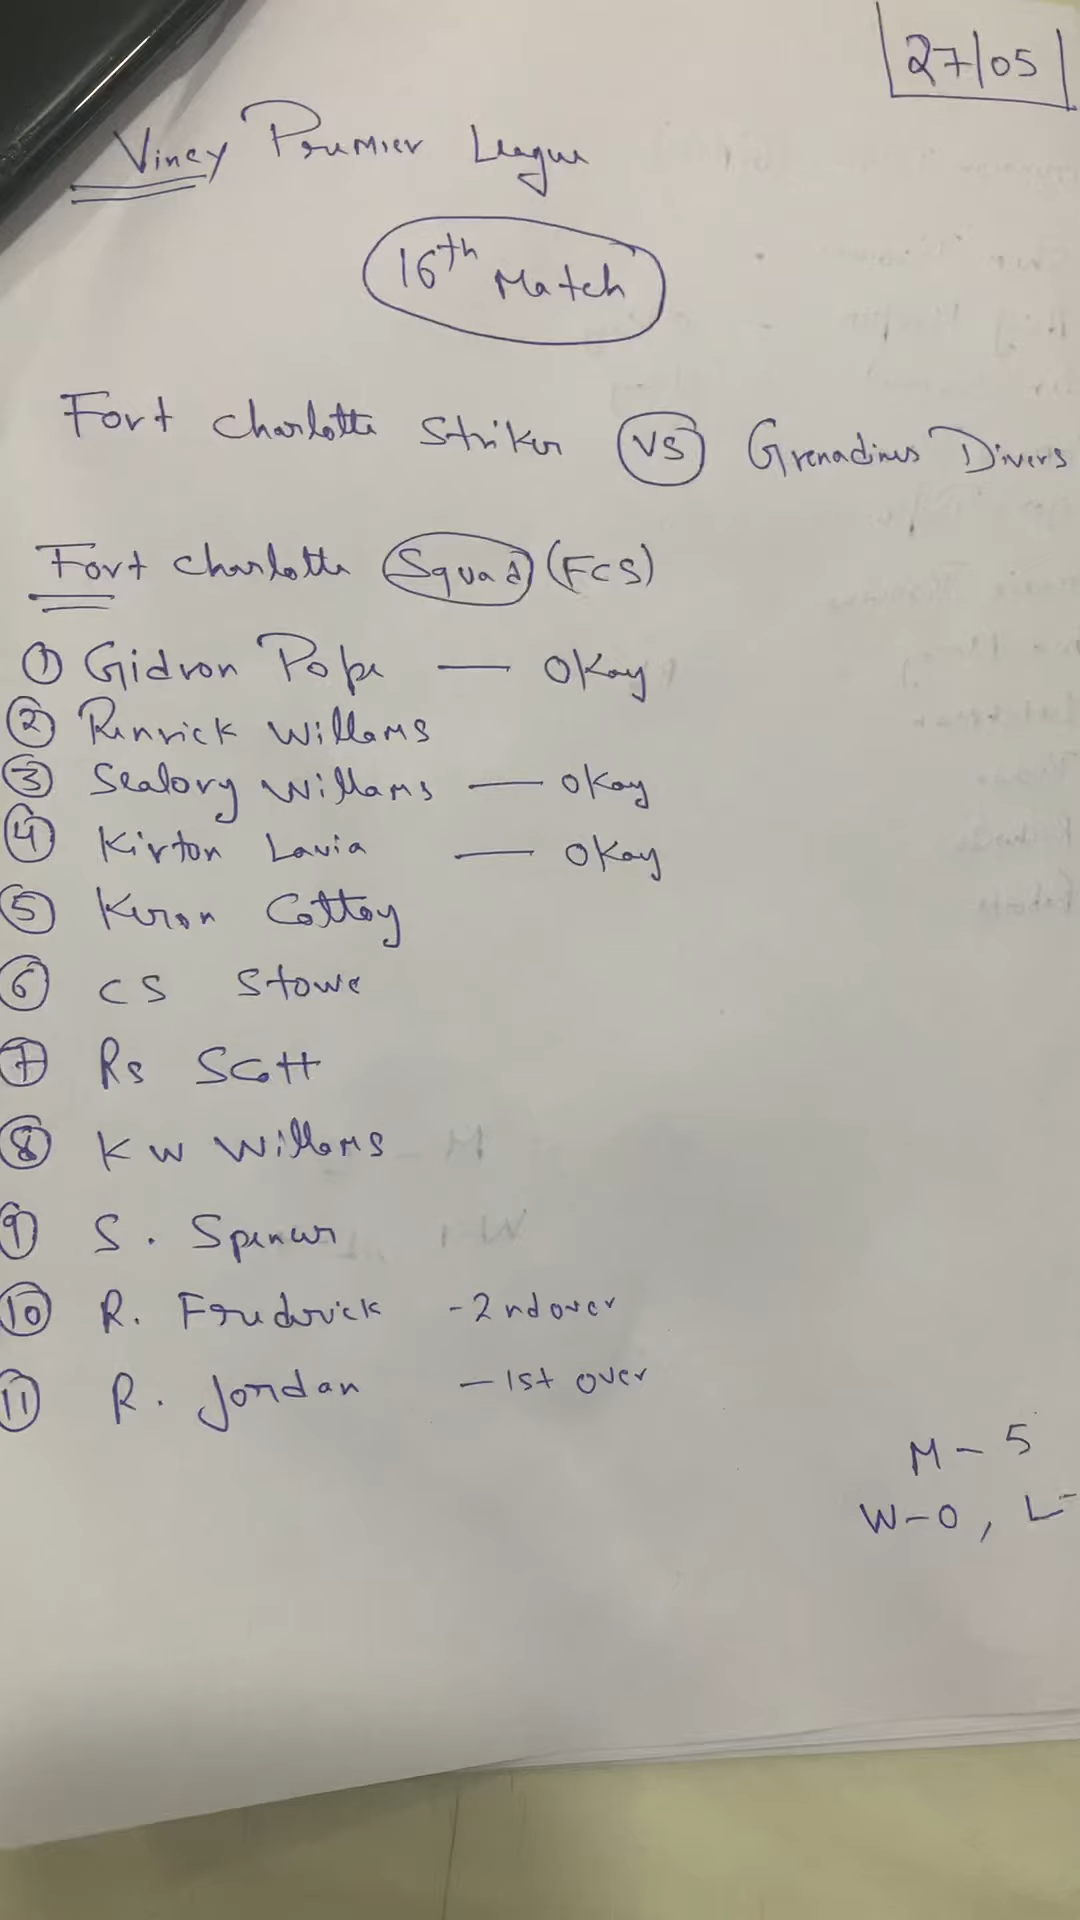 27/05
Vincy Premier League
16th Match
Fort Charlotte Striker VS Grenadines Divers
Fort Charlotte Squad (FCS)
① Gidron Pope — Okay
② Renrick Willams
③ Sealory Willams — Okay
④ Kirton Lavia — Okay
⑤ Keron Cottoy
⑥ CS Stowe
⑦ Rs Scott
⑧ KW Willams
⑨ S. Spencer
⑩ R. Frederick - 2nd over
⑪ R. Jordan — 1st over
M - 5
W-0, L-